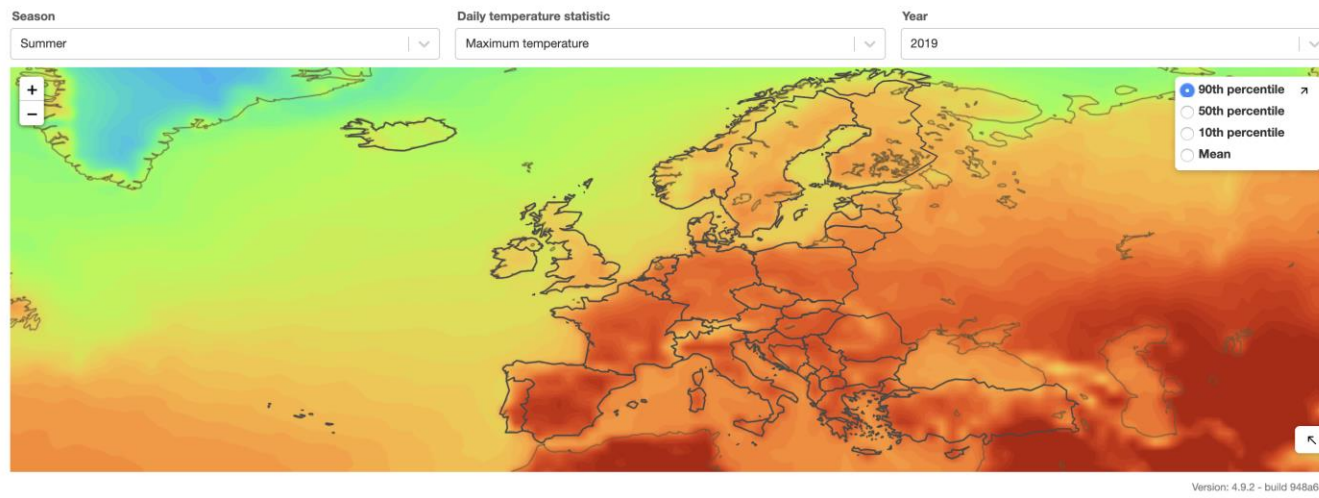 Season
Daily temperature statistic
Year
Summer
Maximum temperature
2019
+
−
90th percentile
50th percentile
10th percentile
Mean
Version: 4.9.2 - build 948a6